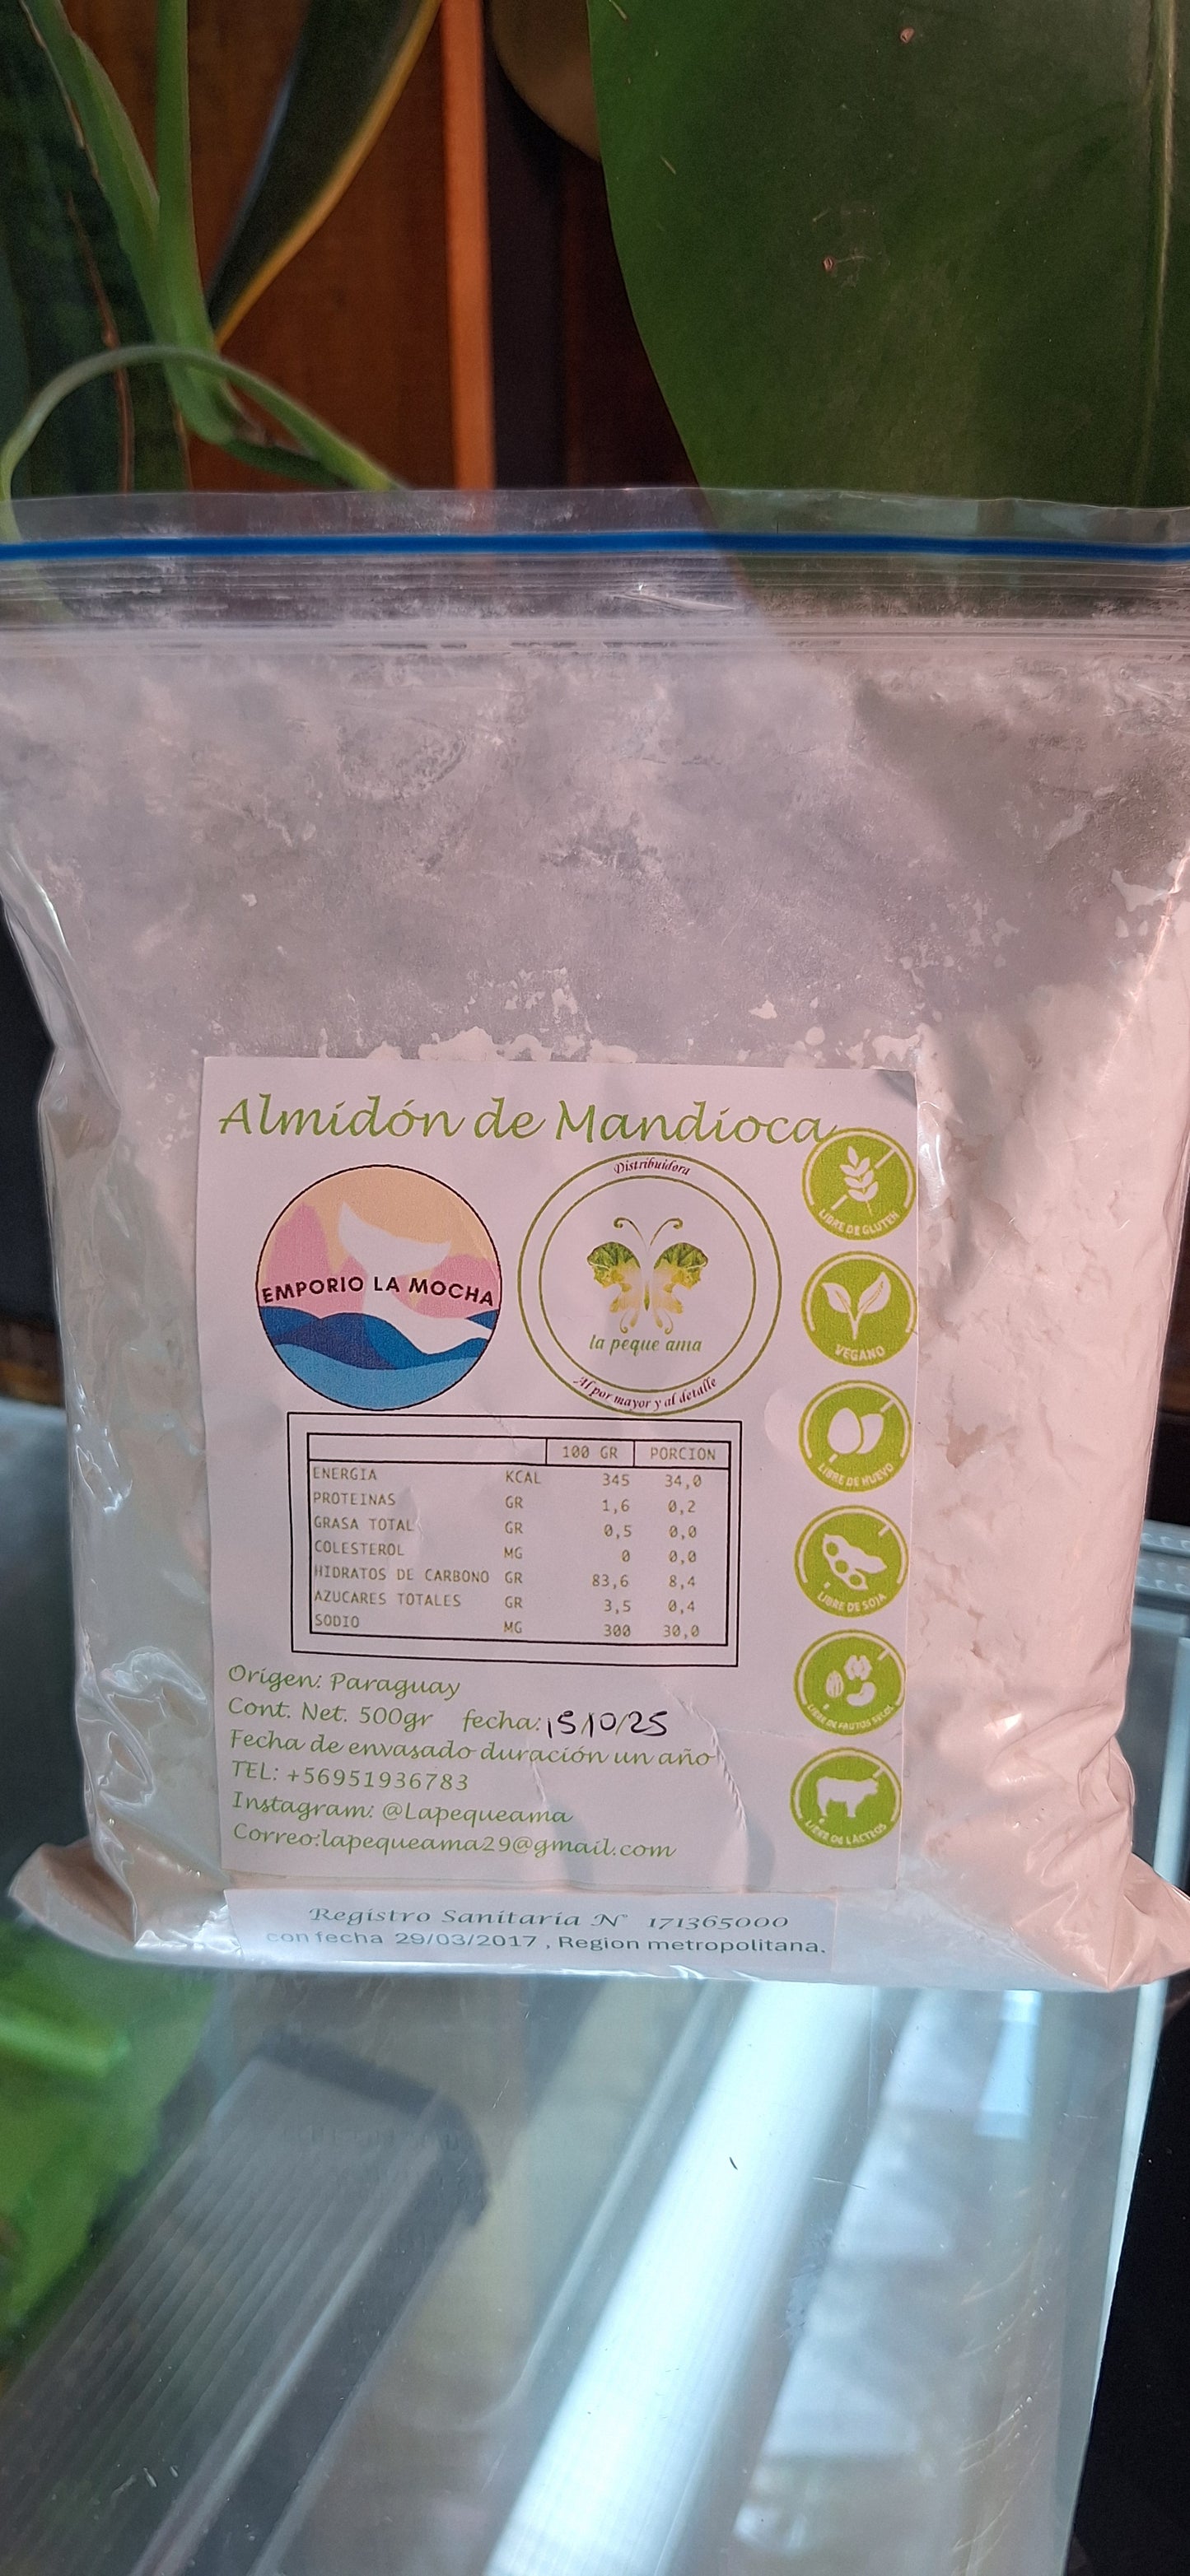 Almidón de Mandioca
EMPORIO LA MOCHA
Distribuidora
la peque ama
Al por mayor y al detalle
LIBRE DE GLUTEN
VEGANO
LIBRE DE HUEVO
LIBRE DE SOJA
LIBRE DE FRUTOS SECOS
LIBRE DE LÁCTEOS
100 GR PORCION
ENERGIA KCAL 345 34,0
PROTEINAS GR 1,6 0,2
GRASA TOTAL GR 0,5 0,0
COLESTEROL MG 0 0,0
HIDRATOS DE CARBONO GR 83,6 8,4
AZUCARES TOTALES GR 3,5 0,4
SODIO MG 300 30,0
Origen: Paraguay
Cont. Net. 500gr fecha: 15/10/25
Fecha de envasado duración un año
TEL: +56951936783
Instagram: @Lapequeama
Correo:lapequeama29@gmail.com
Registro Sanitaria N° 171365000
con fecha 29/03/2017 , Region metropolitana.